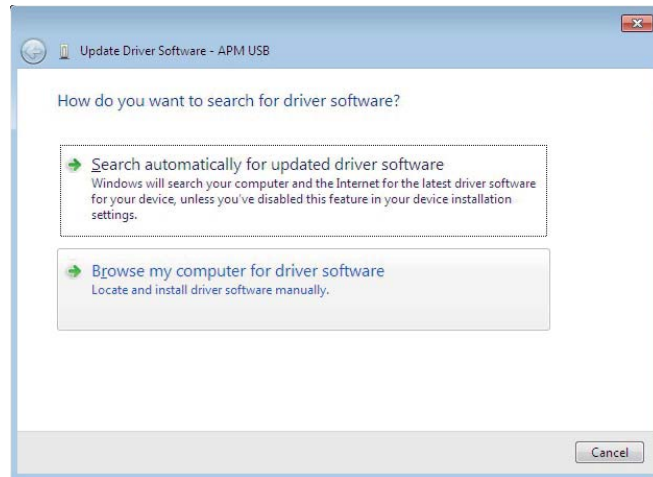 Update Driver Software - APM USB
How do you want to search for driver software?
Search automatically for updated driver software
Windows will search your computer and the Internet for the latest driver software
for your device, unless you've disabled this feature in your device installation
settings.
Browse my computer for driver software
Locate and install driver software manually.
Cancel